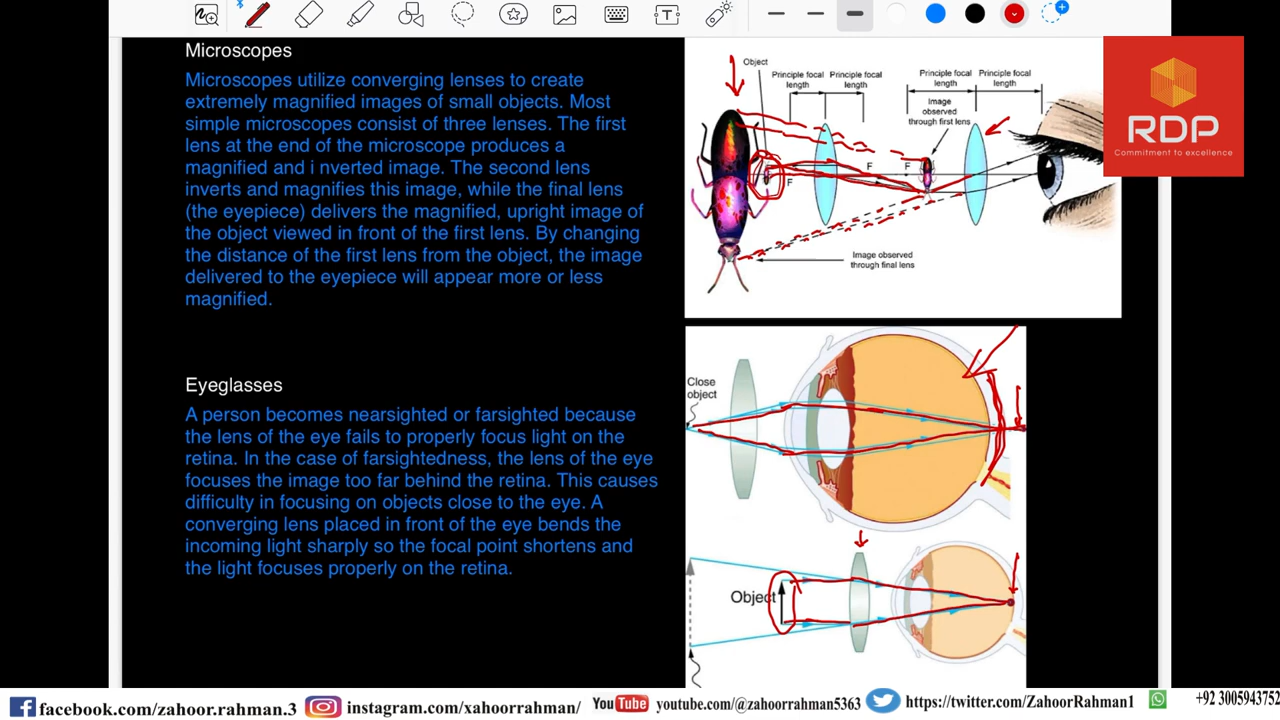 Microscopes
Microscopes utilize converging lenses to create
extremely magnified images of small objects. Most
simple microscopes consist of three lenses. The first
lens at the end of the microscope produces a
magnified and i nverted image. The second lens
inverts and magnifies this image, while the final lens
(the eyepiece) delivers the magnified, upright image of
the object viewed in front of the first lens. By changing
the distance of the first lens from the object, the image
delivered to the eyepiece will appear more or less
magnified.
Object
Principle focal
length
Principle focal
length
Principle focal
length
Principle focal
length
Image
observed
through first lens
F
F
F
Image observed
through final lens
RDP
Commitment to excellence
Eyeglasses
A person becomes nearsighted or farsighted because
the lens of the eye fails to properly focus light on the
retina. In the case of farsightedness, the lens of the eye
focuses the image too far behind the retina. This causes
difficulty in focusing on objects close to the eye. A
converging lens placed in front of the eye bends the
incoming light sharply so the focal point shortens and
the light focuses properly on the retina.
Close
object
Object
facebook.com/zahoor.rahman.3
instagram.com/xahoorrahman/
YouTube youtube.com/@zahoorrahman5363
https://twitter.com/ZahoorRahman1
+92 3005943752